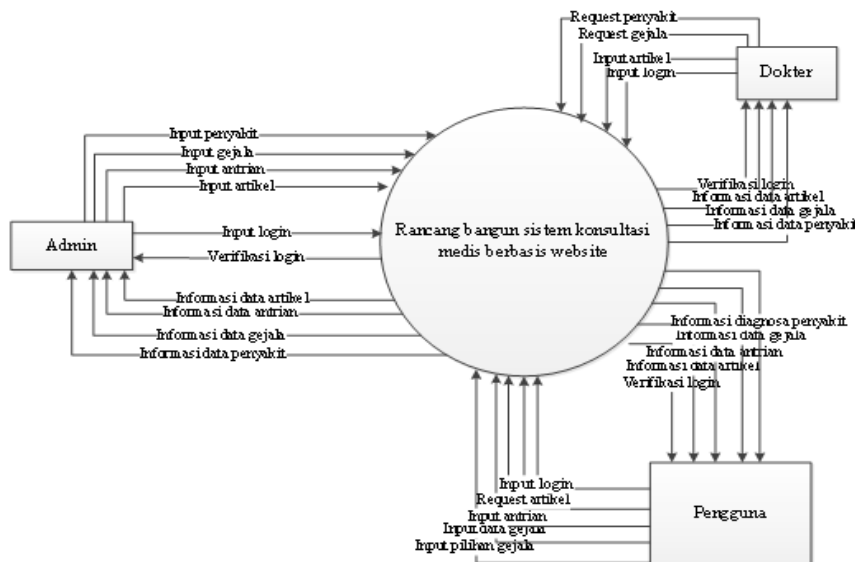 Request penyakit
Request gejala
Input artikel
Input login
Dokter
Input penyakit
Input gejala
Input antrian
Input artikel
Input login
Admin
Verifikasi login
Rancang bangun sistem konsultasi
medis berbasis website
Verifikasi login
Informasi data artikel
Informasi data gejala
Informasi data penyakit
Informasi data artikel
Informasi data antrian
Informasi data gejala
Informasi data penyakit
Informasi diagnosa penyakit
Informasi data gejala
Informasi data antrian
Informasi data artikel
Verifikasi login
Input login
Request artikel
Input antrian
Input data gejala
Input pilihan gejala
Pengguna